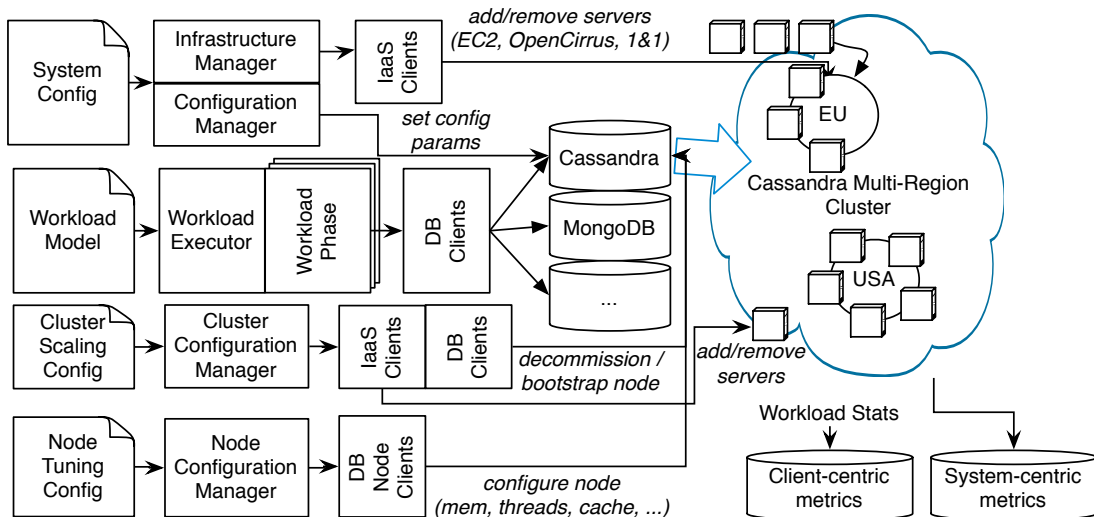 System
Config
Infrastructure
Manager
Configuration
Manager
IaaS
Clients
add/remove servers
(EC2, OpenCirrus, 1&1)
set config
params
Workload
Model
Workload
Executor
Workload
Phase
DB
Clients
Cassandra
MongoDB
...
EU
Cassandra Multi-Region
Cluster
USA
Cluster
Scaling
Config
Cluster
Configuration
Manager
IaaS
Clients
DB
Clients
decommission /
bootstrap node
add/remove
servers
Node
Tuning
Config
Node
Configuration
Manager
DB
Node
Clients
configure node
(mem, threads, cache, ...)
Workload Stats
Client-centric
metrics
System-centric
metrics